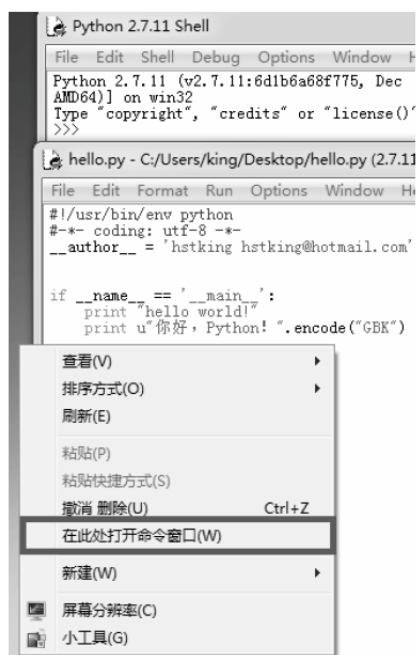 Python 2.7.11 Shell
File Edit Shell Debug Options Window
Python 2.7.11 (v2.7.11:6d1b6a68f775, Dec
AMD64)] on win32
Type "copyright", "credits" or "license()"
>>>
hello.py - C:/Users/king/Desktop/hello.py (2.7.11
File Edit Format Run Options Window
#!/usr/bin/env python
#-*- coding: utf-8 -*-
__author__ = 'hstking hstking@hotmail.com'
if __name__ == '__main__':
print "hello world!"
print u"你好，Python! ".encode("GBK")
查看(V)
排序方式(O)
刷新(E)
粘贴(P)
粘贴快捷方式(S)
撤消 删除(U) Ctrl+Z
在此处打开命令窗口(W)
新建(W)
屏幕分辨率(C)
小工具(G)